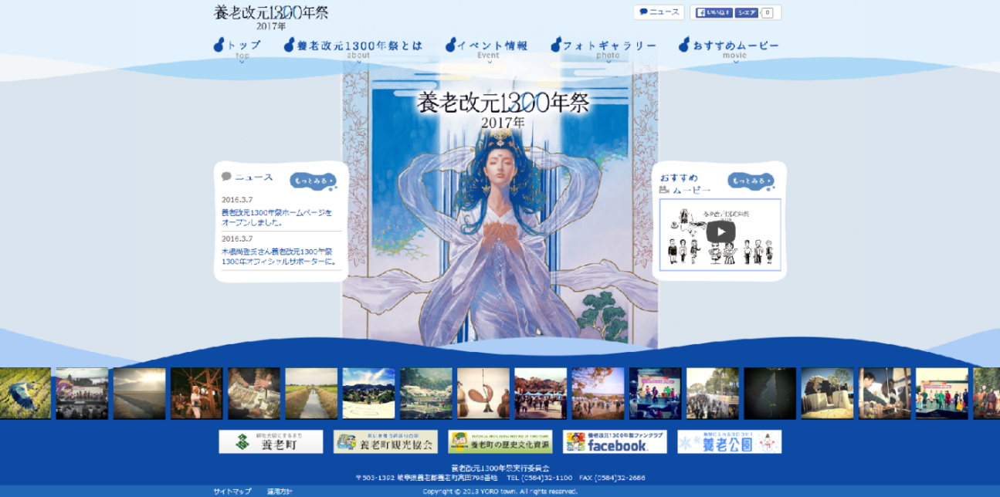 養老改元1300年祭
2017年
ニュース
いいね！ シェア 0
トップ
top
養老改元1300年祭とは
about
イベント情報
Event
フォトギャラリー
photo
おすすめムービー
movie
養老改元1300年祭
2017年
ニュース
もっとみる
2016.3.7
養老改元1300年祭ホームページを
オープンしました。
2016.3.7
木根尚登氏さん養老改元1300年祭
1300年オフィシャルサポーターに。
おすすめ
ムービー
もっとみる
養老改元1300年祭
養老町
養老町観光協会
養老町の歴史文化資源
養老改元1300年祭ファンクラブ
facebook.
養老公園
養老改元1300年祭実行委員会
〒503-1392 岐阜県養老郡養老町高田798番地 TEL (0584)32-1100 FAX (0584)32-2686
サイトマップ 運用方針
Copyright © 2013 YORO town. All rights reserved.